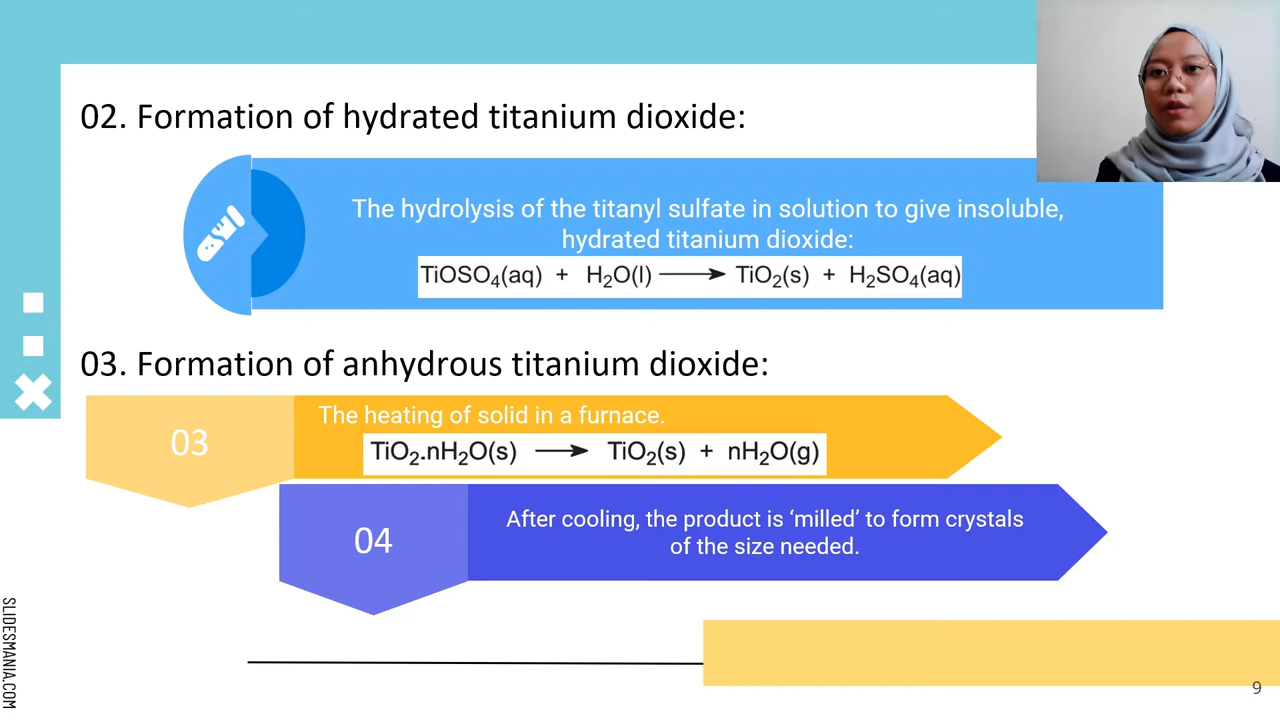 02. Formation of hydrated titanium dioxide:
The hydrolysis of the titanyl sulfate in solution to give insoluble,
hydrated titanium dioxide:
TiOSO₄(aq) + H₂O(l) ⟶ TiO₂(s) + H₂SO₄(aq)
03. Formation of anhydrous titanium dioxide:
03
The heating of solid in a furnace.
TiO₂.nH₂O(s) ⟶ TiO₂(s) + nH₂O(g)
04
After cooling, the product is ‘milled’ to form crystals
of the size needed.
SLIDESMANIA.COM
9